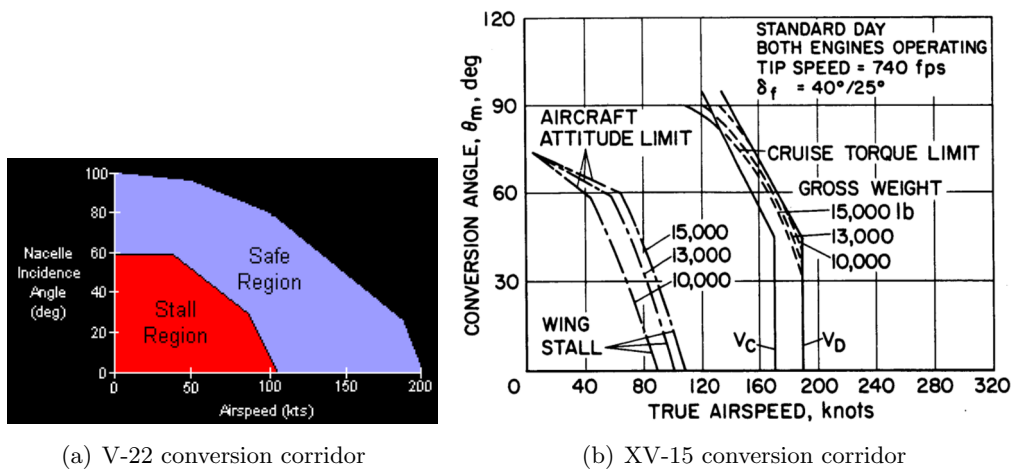 100
80
60
40
20
0
Nacelle
Incidence
Angle
(deg)
Safe
Region
Stall
Region
0
50
100
150
200
Airspeed (kts)
(a) V-22 conversion corridor
120
90
60
30
0
CONVERSION ANGLE, θm, deg
STANDARD DAY
BOTH ENGINES OPERATING
TIP SPEED = 740 fps
δf = 40°/25°
AIRCRAFT
ATTITUDE LIMIT
CRUISE TORQUE LIMIT
GROSS WEIGHT
15,000 lb
13,000
10,000
15,000
13,000
10,000
WING
STALL
VC
VD
40
80
120
160
200
240
280
320
TRUE AIRSPEED, knots
(b) XV-15 conversion corridor